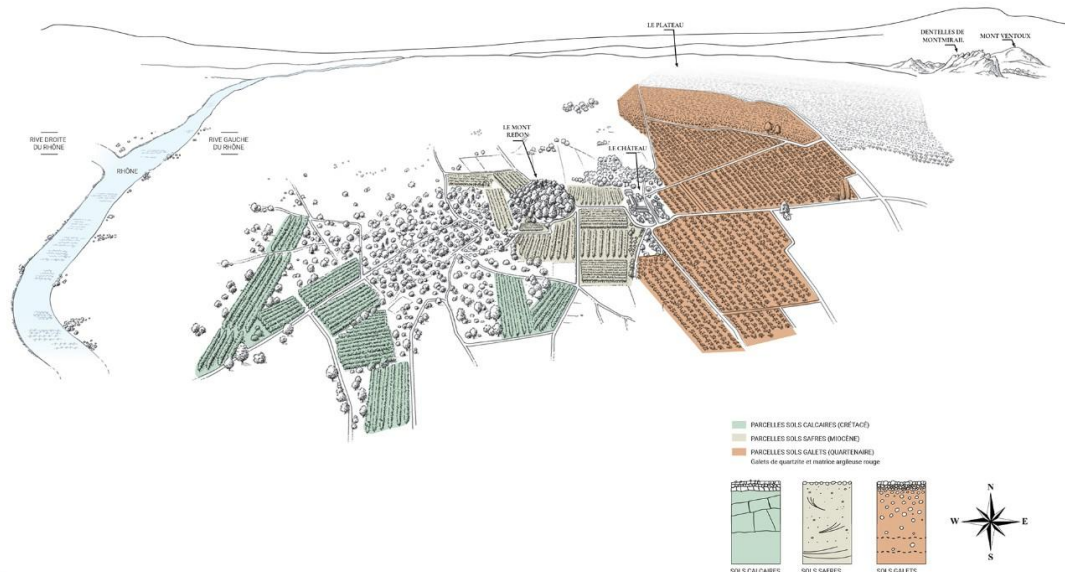 LE PLATEAU
DENTELLES DE
MONTMIRAIL
MONT VENTOUX
RIVE DROITE
DU RHÔNE
RIVE GAUCHE
DU RHÔNE
RHÔNE
LE MONT
REDON
LE CHÂTEAU
PARCELLES SOLS CALCAIRES (CRÉTACÉ)
PARCELLES SOLS SAFRES (MIOCÈNE)
PARCELLES SOLS GALETS (QUARTENAIRE)
Galets de quartzite et matrice argileuse rouge
N
W
E
S
SOLS CALCAIRES
SOLS SAFRES
SOLS GALETS